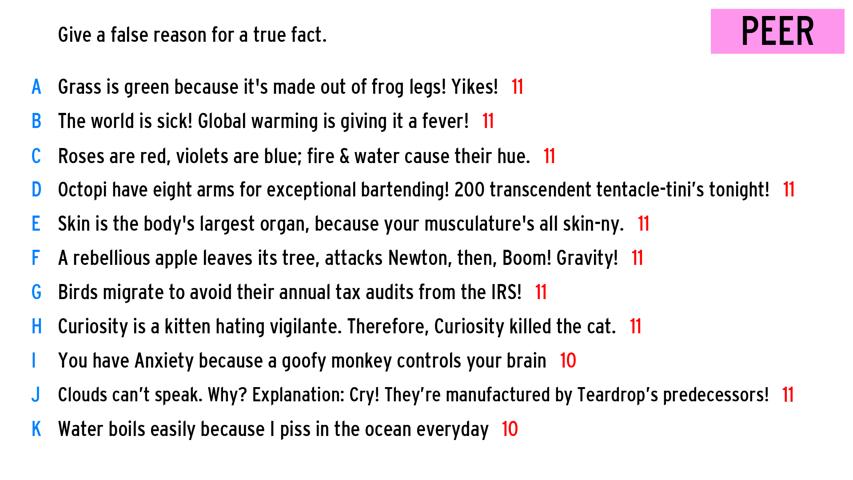 Give a false reason for a true fact.
PEER
A Grass is green because it's made out of frog legs! Yikes! 11
B The world is sick! Global warming is giving it a fever! 11
C Roses are red, violets are blue; fire & water cause their hue. 11
D Octopi have eight arms for exceptional bartending! 200 transcendent tentacle-tini's tonight! 11
E Skin is the body's largest organ, because your musculature's all skin-ny. 11
F A rebellious apple leaves its tree, attacks Newton, then, Boom! Gravity! 11
G Birds migrate to avoid their annual tax audits from the IRS! 11
H Curiosity is a kitten hating vigilante. Therefore, Curiosity killed the cat. 11
I You have Anxiety because a goofy monkey controls your brain 10
J Clouds can't speak. Why? Explanation: Cry! They're manufactured by Teardrop's predecessors! 11
K Water boils easily because I piss in the ocean everyday 10